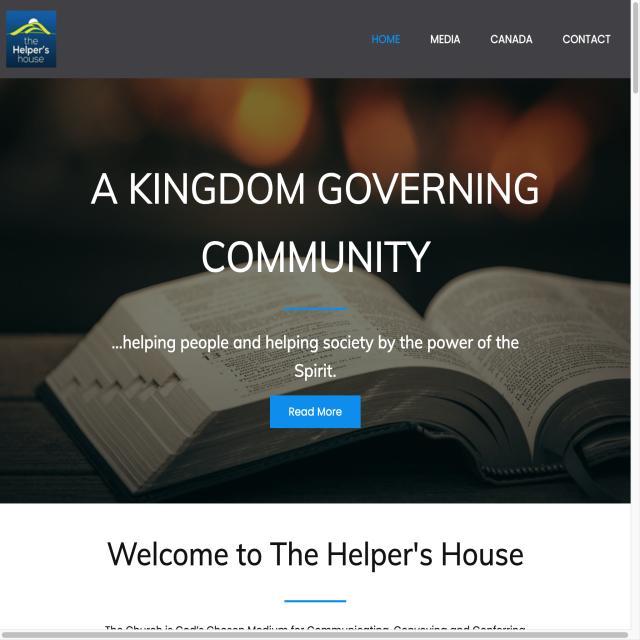 the
Helper's
house
HOME MEDIA CANADA CONTACT
A KINGDOM GOVERNING
COMMUNITY
...helping people and helping society by the power of the
Spirit.
Read More
Welcome to The Helper's House
The Church is God's Chosen Medium for Communicating, Conveying and Conferring